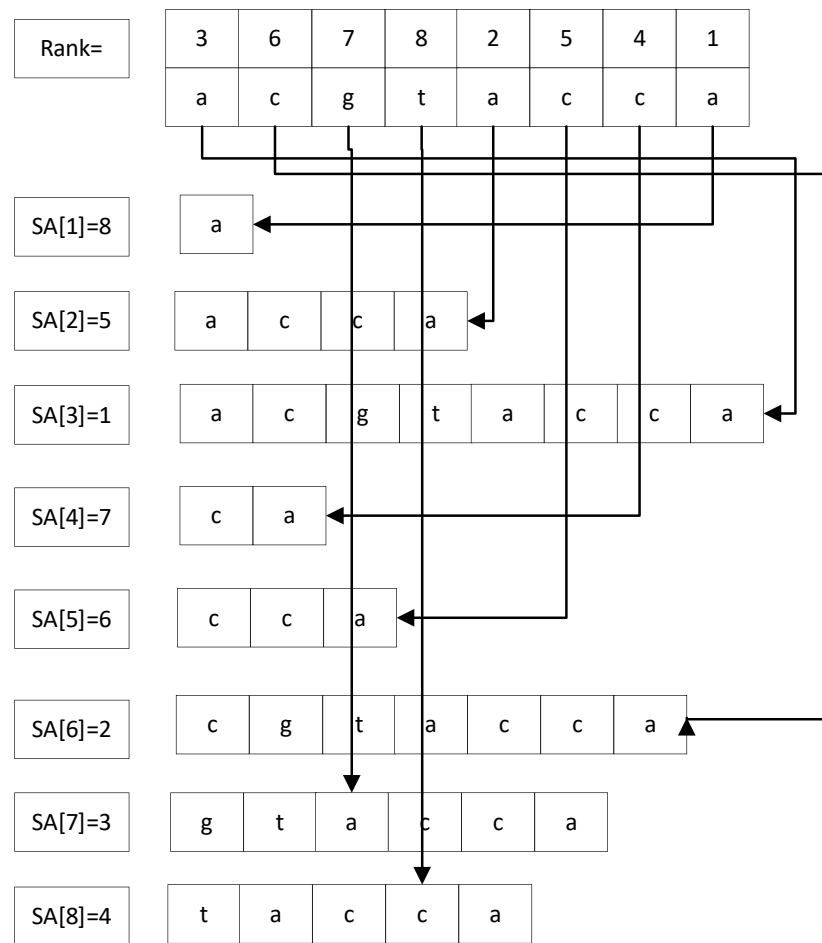 Rank= 3 6 7 8 2 5 4 1
a c g t a c c a
SA[1]=8 a
SA[2]=5 a c c a
SA[3]=1 a c g t a c c a
SA[4]=7 c a
SA[5]=6 c c a
SA[6]=2 c g t a c c a
SA[7]=3 g t a c c a
SA[8]=4 t a c c a